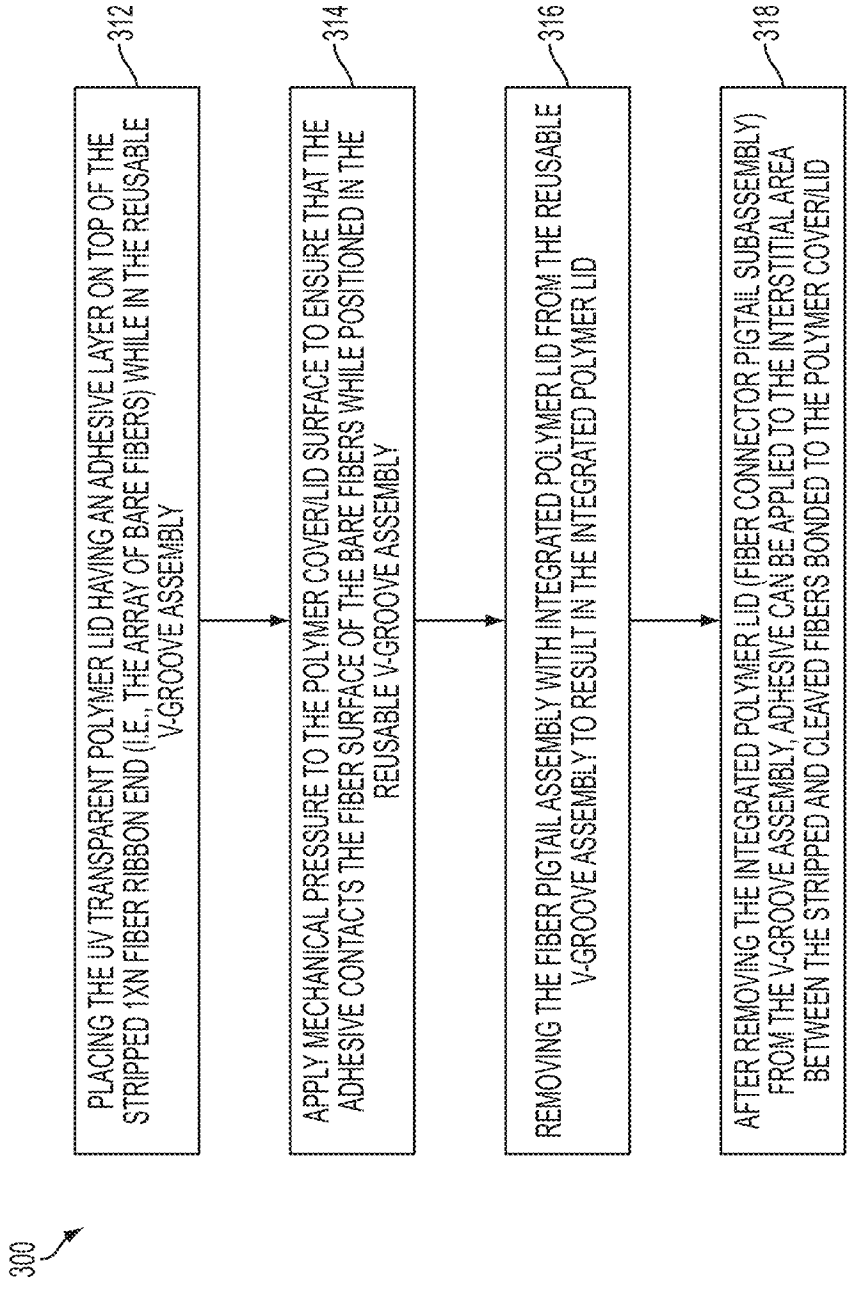 300
PLACING THE UV TRANSPARENT POLYMER LID HAVING AN ADHESIVE LAYER ON TOP OF THE
STRIPPED 1XN FIBER RIBBON END (I.E., THE ARRAY OF BARE FIBERS) WHILE IN THE REUSABLE
V-GROOVE ASSEMBLY
312
APPLY MECHANICAL PRESSURE TO THE POLYMER COVER/LID SURFACE TO ENSURE THAT THE
ADHESIVE CONTACTS THE FIBER SURFACE OF THE BARE FIBERS WHILE POSITIONED IN THE
REUSABLE V-GROOVE ASSEMBLY
314
REMOVING THE FIBER PIGTAIL ASSEMBLY WITH INTEGRATED POLYMER LID FROM THE REUSABLE
V-GROOVE ASSEMBLY TO RESULT IN THE INTEGRATED POLYMER LID
316
AFTER REMOVING THE INTEGRATED POLYMER LID (FIBER CONNECTOR PIGTAIL SUBASSEMBLY)
FROM THE V-GROOVE ASSEMBLY, ADHESIVE CAN BE APPLIED TO THE INTERSTITIAL AREA
BETWEEN THE STRIPPED AND CLEAVED FIBERS BONDED TO THE POLYMER COVER/LID
318